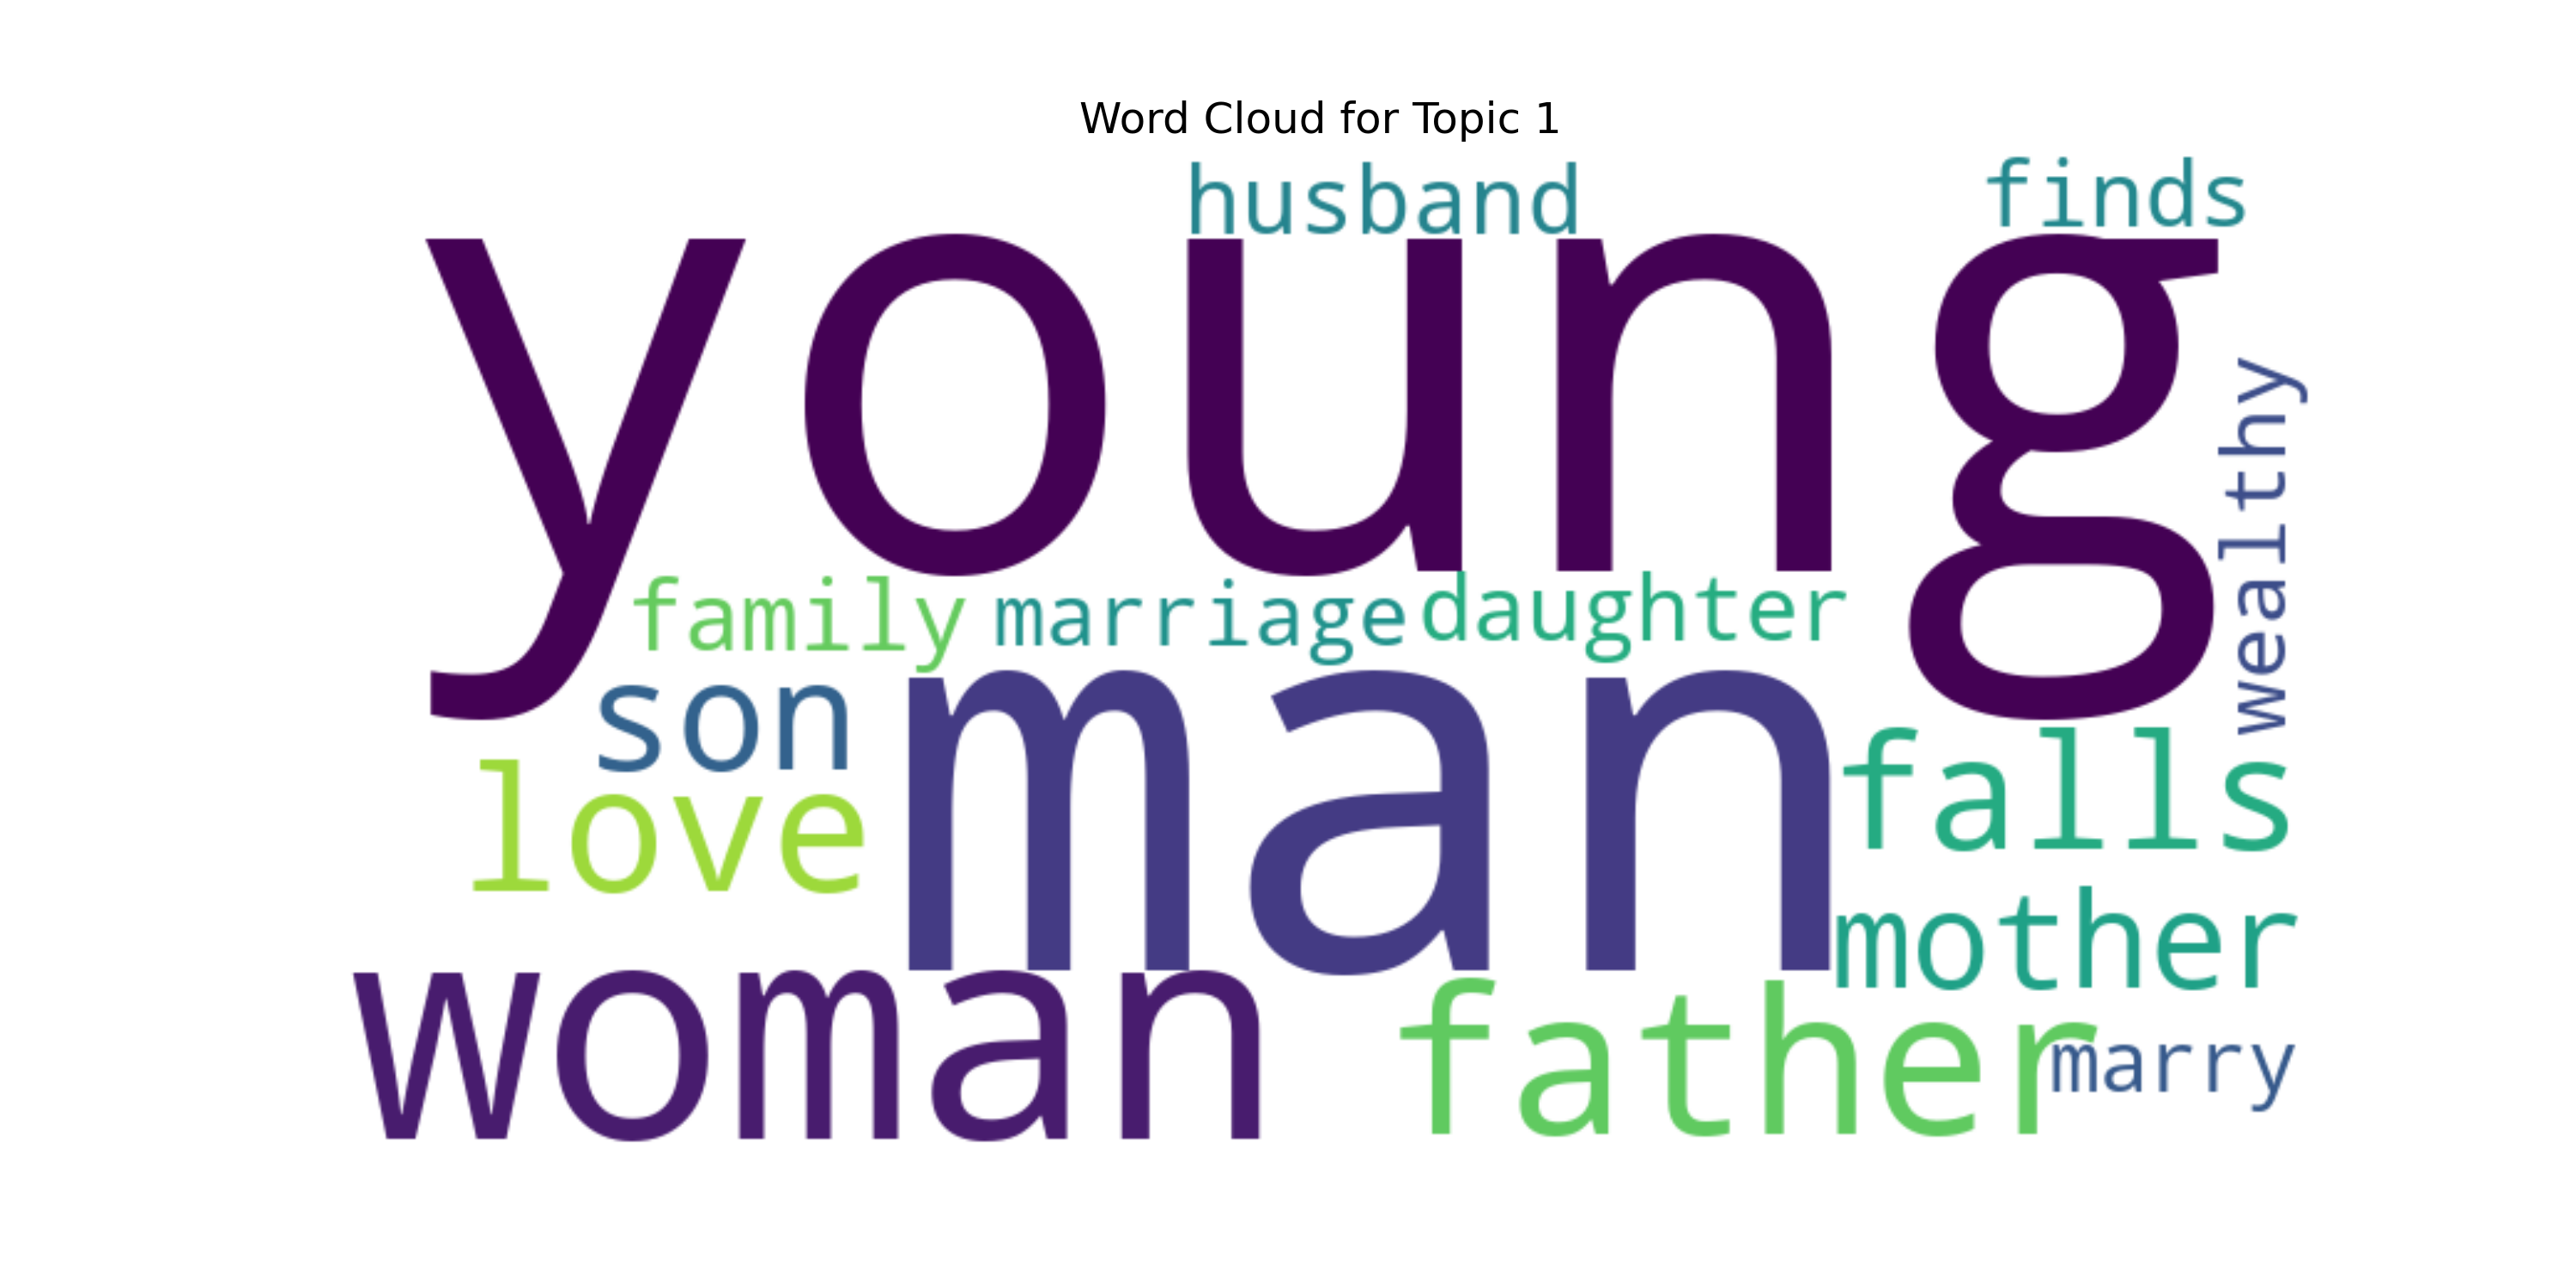 Word Cloud for Topic 1
husband
finds
young
wealthy
family marriage daughter
son
man
falls
love
mother
woman
father
marry